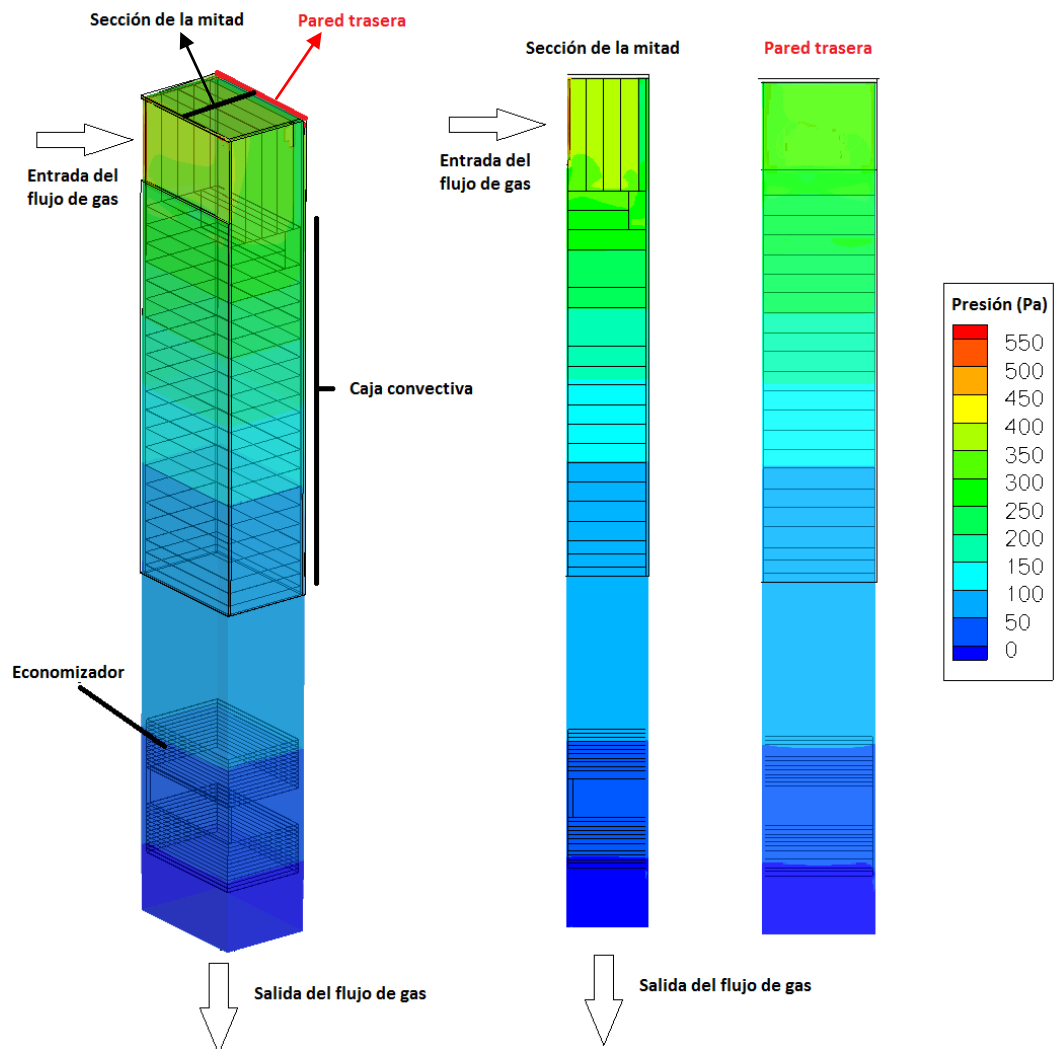 Sección de la mitad
Pared trasera
Entrada del
flujo de gas
Caja convectiva
Economizador
Salida del flujo de gas
Sección de la mitad
Pared trasera
Entrada del
flujo de gas
Salida del flujo de gas
Presión (Pa)
550
500
450
400
350
300
250
200
150
100
50
0